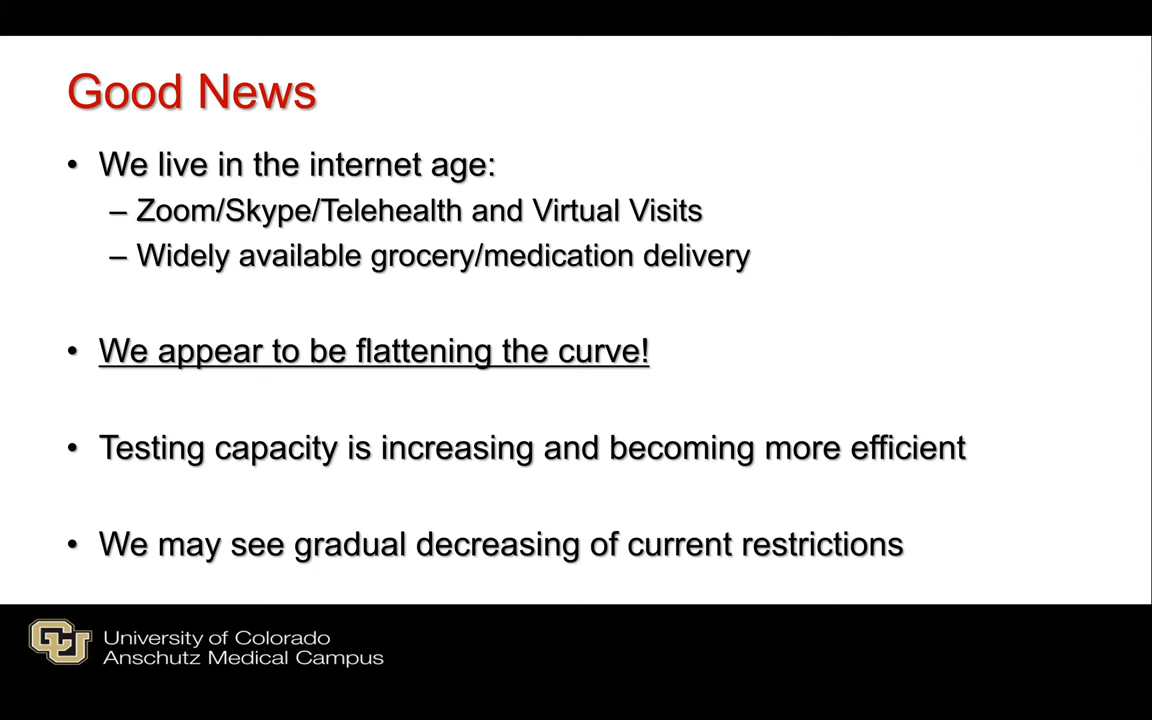 Good News
• We live in the internet age:
– Zoom/Skype/Telehealth and Virtual Visits
– Widely available grocery/medication delivery
• We appear to be flattening the curve!
• Testing capacity is increasing and becoming more efficient
• We may see gradual decreasing of current restrictions
CU
University of Colorado
Anschutz Medical Campus